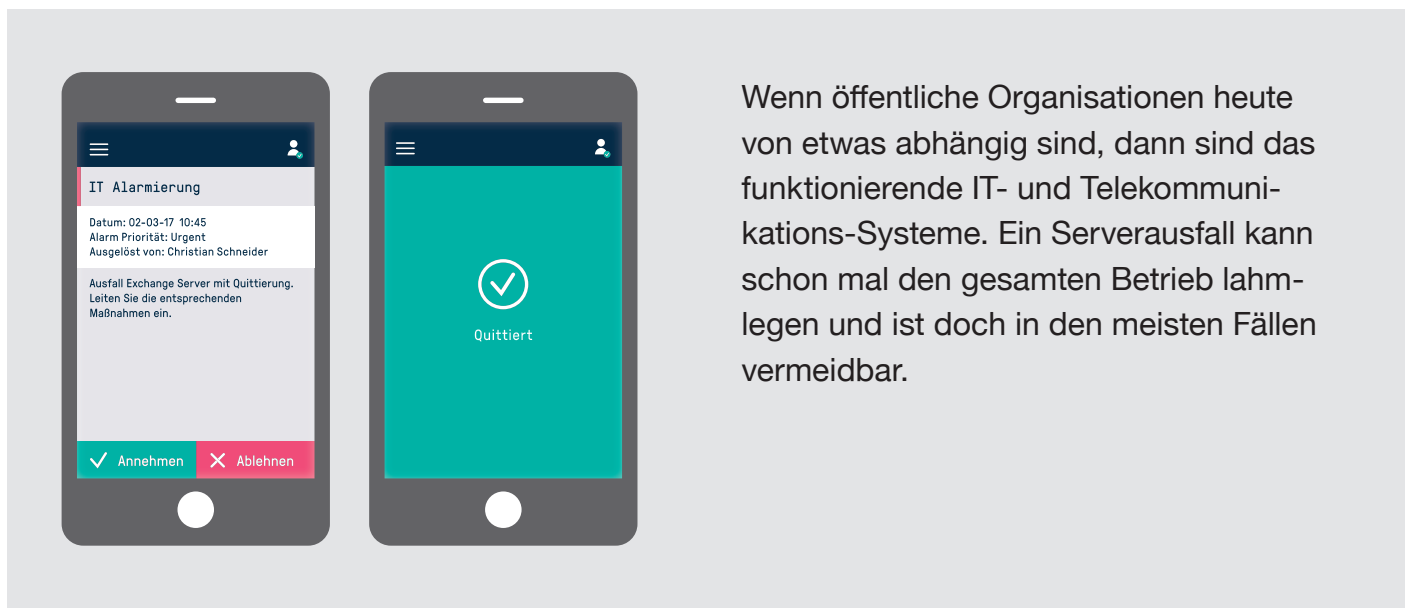 IT Alarmierung
Datum: 02-03-17 10:45
Alarm Priorität: Urgent
Ausgelöst von: Christian Schneider
Ausfall Exchange Server mit Quittierung.
Leiten Sie die entsprechenden
Maßnahmen ein.
Annehmen
Ablehnen
Quittiert
Wenn öffentliche Organisationen heute
von etwas abhängig sind, dann sind das
funktionierende IT- und Telekommuni-
kations-Systeme. Ein Serverausfall kann
schon mal den gesamten Betrieb lahm-
legen und ist doch in den meisten Fällen
vermeidbar.